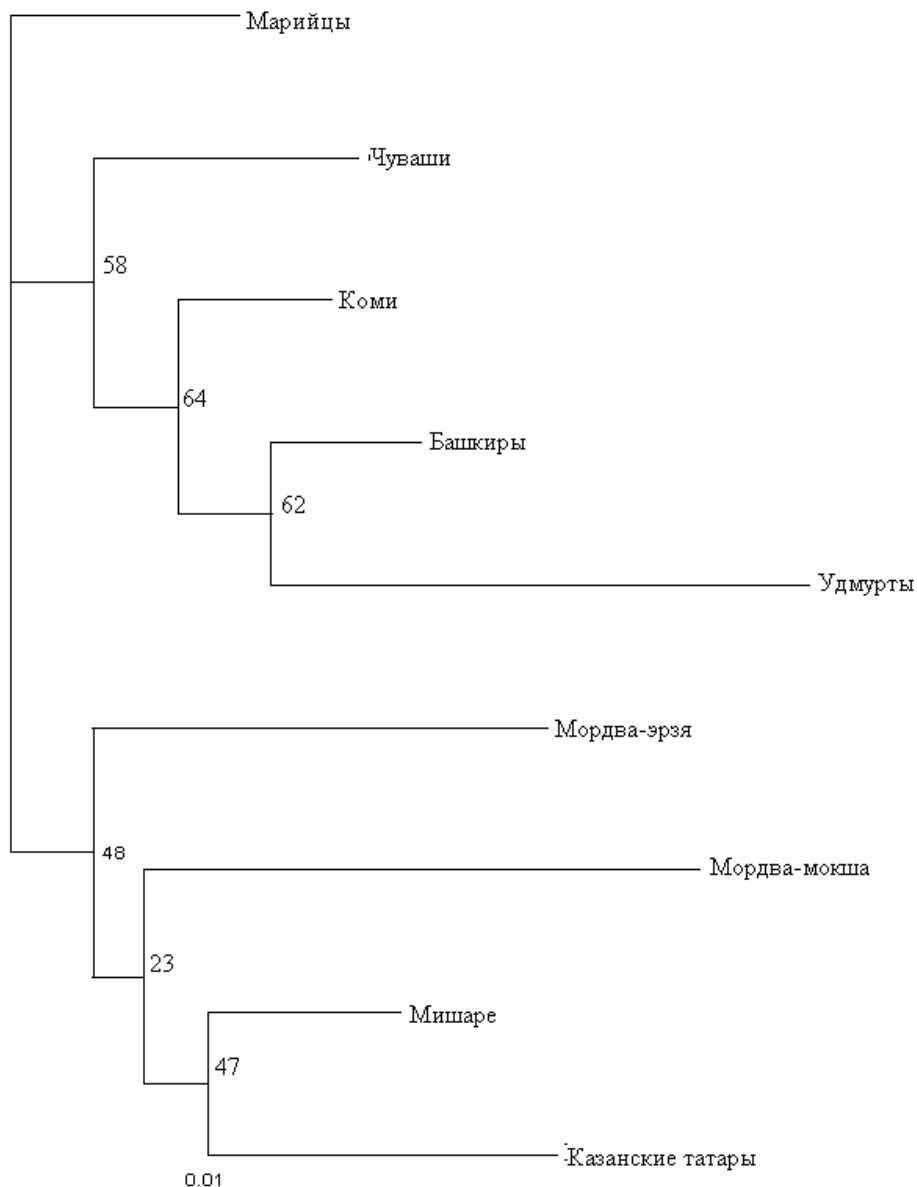 Марийцы
Чуваши
58
Коми
64
Башкиры
62
Удмурты
Мордва-эрзя
48
Мордва-мокша
23
Мишаре
47
Казанские татары
0.01